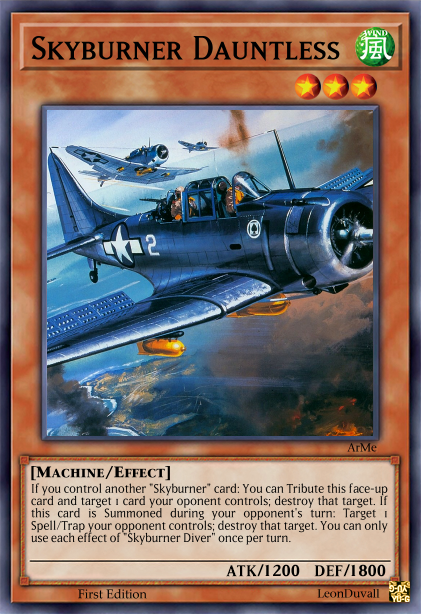 SKYBURNER DAUNTLESS
WIND
風
2
ArMe
[MACHINE/EFFECT]
If you control another "Skyburner" card: You can Tribute this face-up
card and target 1 card your oponent controls; destroy that target. If
this card is Summoned during your opponent's turn: Target 1
Spell/Trap your opponent controls; destroy that target. You can only
use each effect of "Skyburner Diver" once per turn.
ATK/1200 DEF/1800
First Edition
LeonDuvall